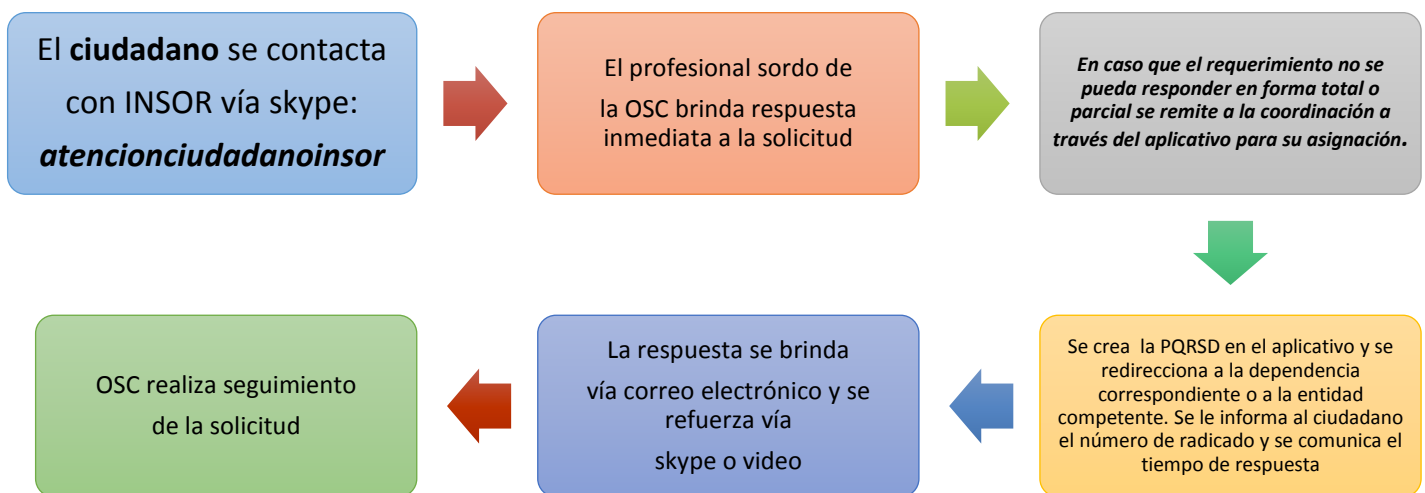 El ciudadano se contacta
con INSOR vía skype:
atencionciudadanoinsor
El profesional sordo de
la OSC brinda respuesta
inmediata a la solicitud
En caso que el requerimiento no se
pueda responder en forma total o
parcial se remite a la coordinación a
través del aplicativo para su asignación.
Se crea la PQRSD en el aplicativo y se
redirecciona a la dependencia
correspondiente o a la entidad
competente. Se le informa al ciudadano
el número de radicado y se comunica el
tiempo de respuesta
La respuesta se brinda
vía correo electrónico y se
refuerza vía
skype o video
OSC realiza seguimiento
de la solicitud